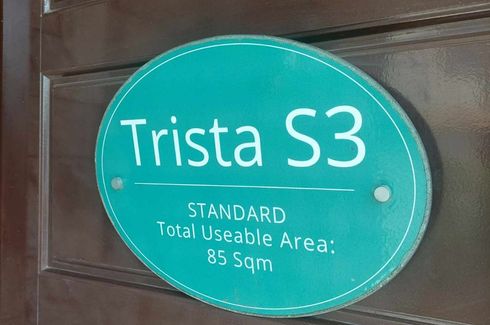 Trista S3
STANDARD
Total Useable Area:
85 Sqm